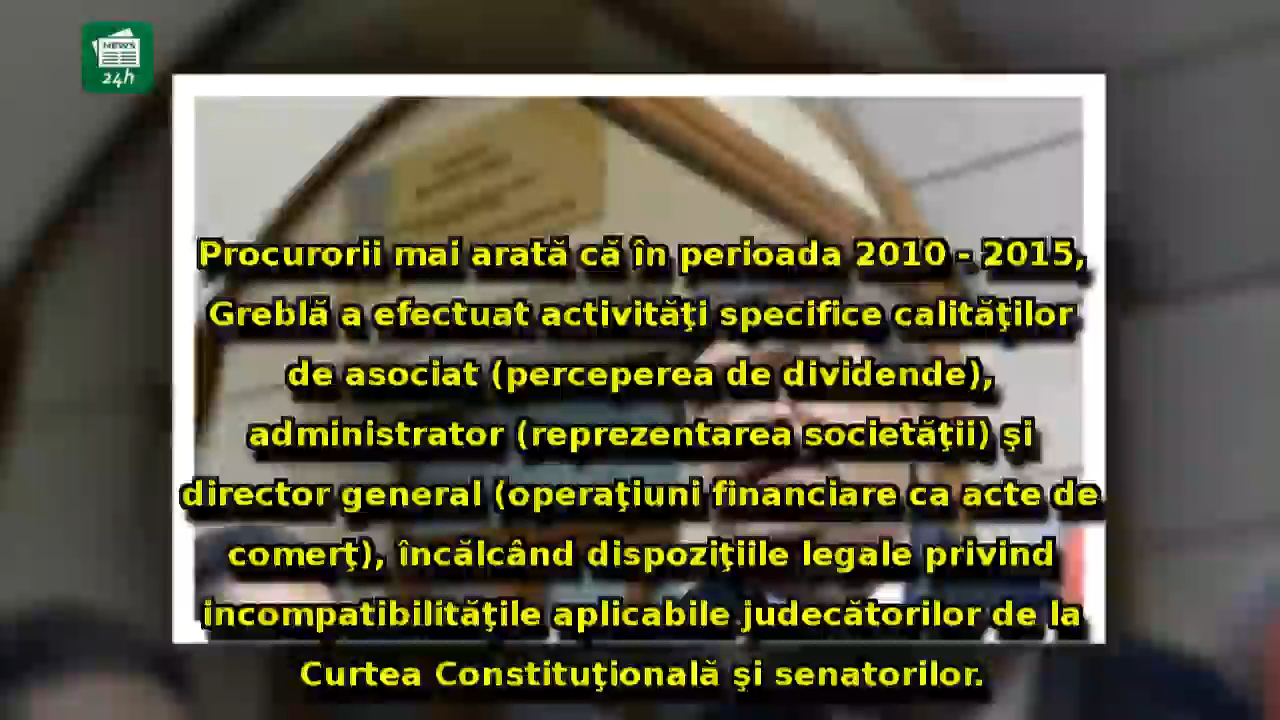 NEWS
24h
Procurorii mai arată că în perioada 2010 - 2015,
Greblă a efectuat activităţi specifice calităţilor
de asociat (perceperea de dividende),
administrator (reprezentarea societăţii) şi
director general (operaţiuni financiare ca acte de
comerţ), încălcând dispoziţiile legale privind
incompatibilităţile aplicabile judecătorilor de la
Curtea Constituţională şi senatorilor.